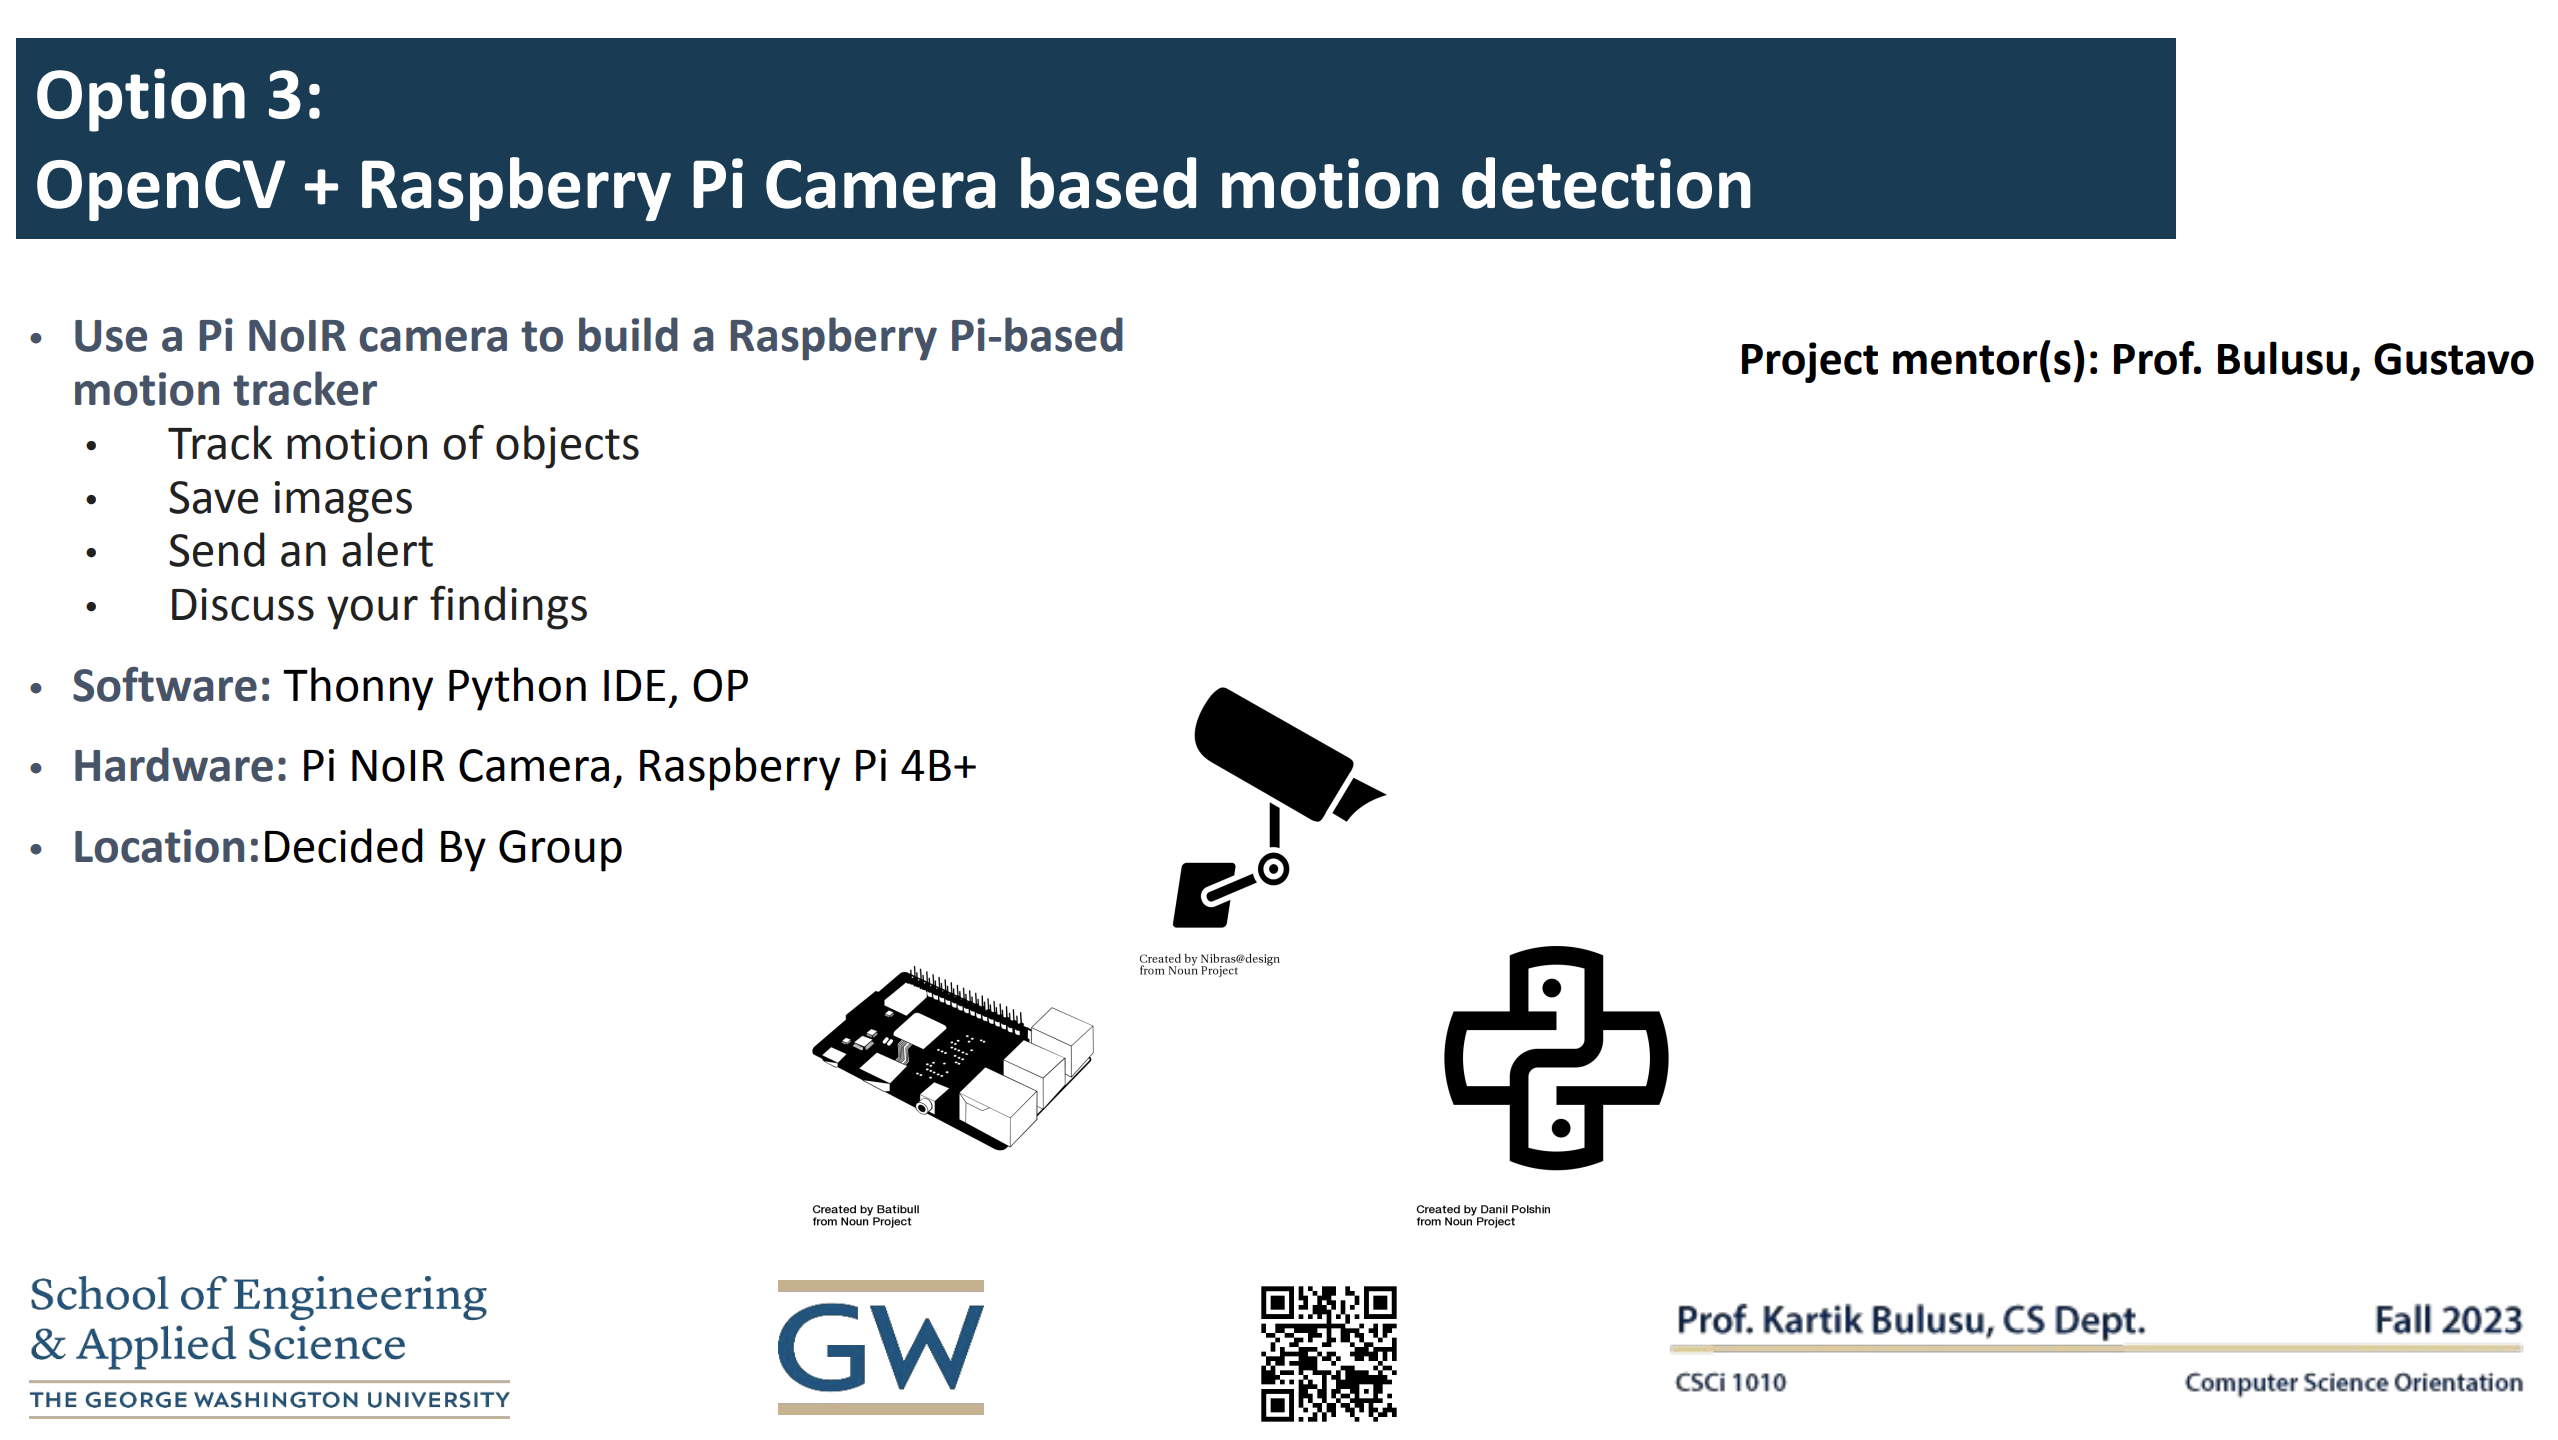 Option 3:
OpenCV + Raspberry Pi Camera based motion detection
• Use a Pi NoIR camera to build a Raspberry Pi-based
motion tracker
• Track motion of objects
• Save images
• Send an alert
• Discuss your findings
• Software: Thonny Python IDE, OP
• Hardware: Pi NoIR Camera, Raspberry Pi 4B+
• Location:Decided By Group
Project mentor(s): Prof. Bulusu, Gustavo
Created by Nibras@design
from Noun Project
Created by Batibull
from Noun Project
Created by Danil Polshin
from Noun Project
School of Engineering
& Applied Science
THE GEORGE WASHINGTON UNIVERSITY
GW
Prof. Kartik Bulusu, CS Dept. Fall 2023
CSCi 1010 Computer Science Orientation